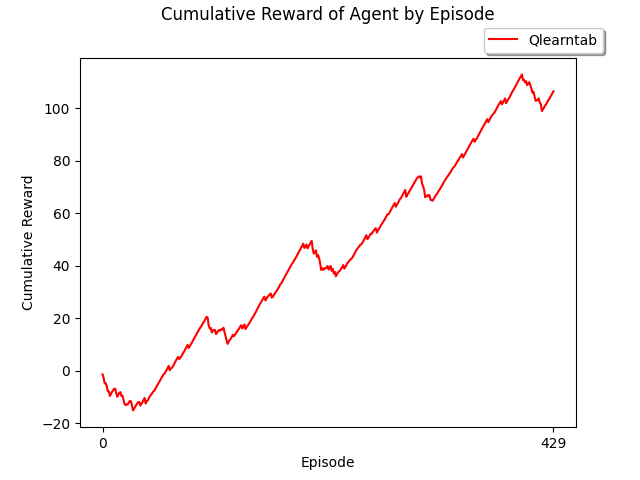 Cumulative Reward of Agent by Episode
Qlearntab
100
80
60
40
20
0
−20
Cumulative Reward
0
429
Episode